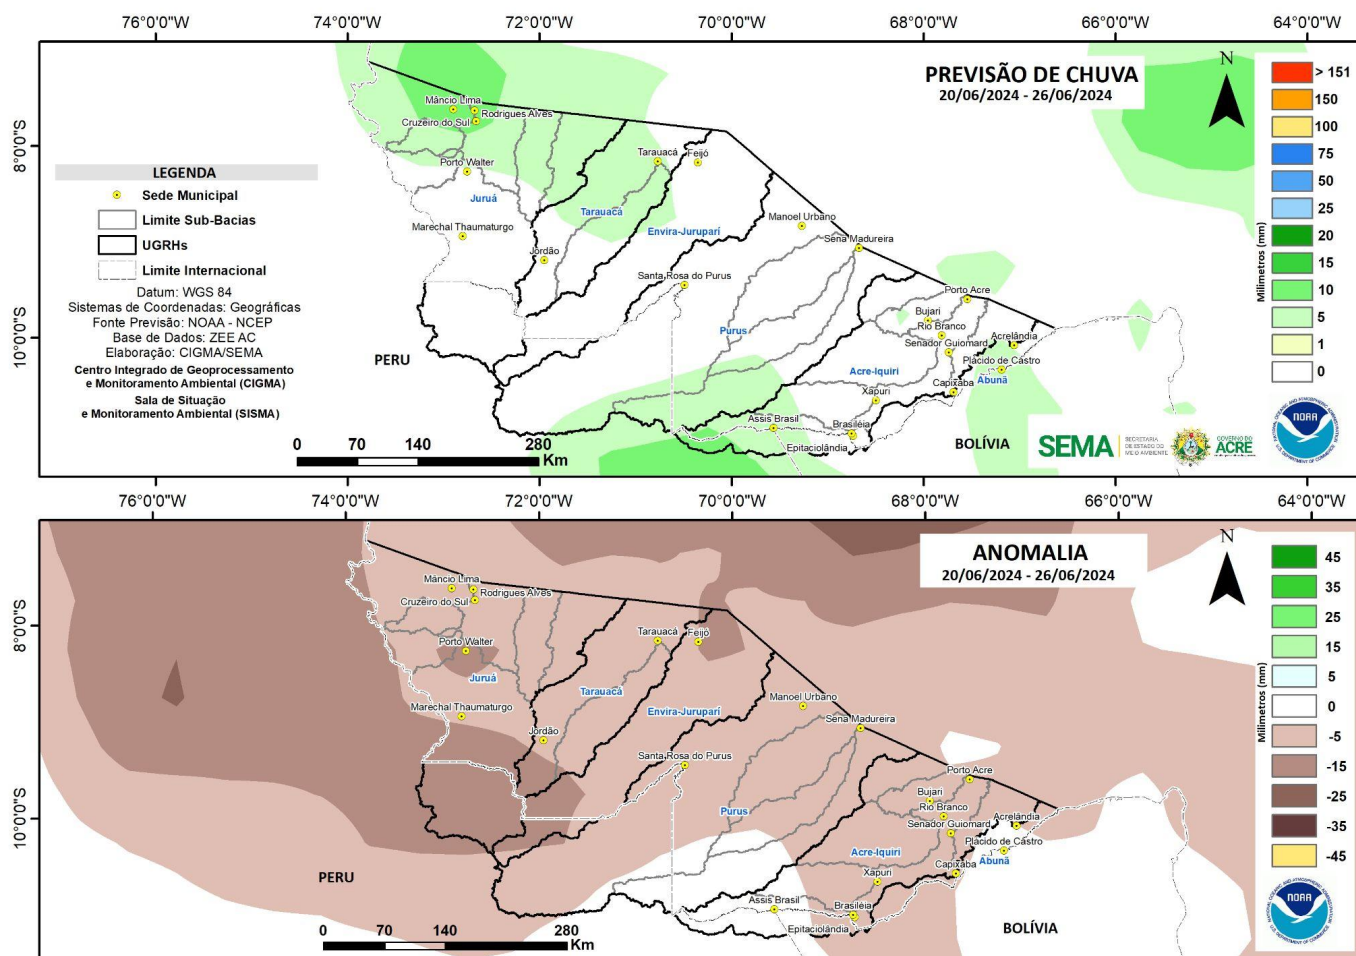 76°0'0"W 74°0'0"W 72°0'0"W 70°0'0"W 68°0'0"W 66°0'0"W 64°0'0"W
8°0'0"S
10°0'0"S
PREVISÃO DE CHUVA
20/06/2024 - 26/06/2024
N
LEGENDA
Sede Municipal
Limite Sub-Bacias
UGRHs
Limite Internacional
Datum: WGS 84
Sistemas de Coordenadas: Geográficas
Fonte Previsão: NOAA - NCEP
Base de Dados: ZEE AC
Elaboração: CIGMA/SEMA
Centro Integrado de Geoprocessamento
e Monitoramento Ambiental (CIGMA)
Sala de Situação
e Monitoramento Ambiental (SISMA)
Mâncio Lima
Rodrigues Alves
Cruzeiro do Sul
Porto Walter
Juruá
Marechal Thaumaturgo
Jordão
Tarauacá
Feijó
Tarauacá
Envira-Juruparí
Manoel Urbano
Sena Madureira
Santa Rosa do Purus
Purus
Porto Acre
Bujari
Rio Branco
Acrelândia
Senador Guiomard
Plácido de Castro
Abunã
Acre-Iquiri
Capixaba
Xapuri
Assis Brasil
Brasiléia
Epitaciolândia
PERU
BOLÍVIA
0 70 140 280
Km
Milimetros (mm)
> 151
150
100
75
50
25
20
15
10
5
1
0
SEMA
SECRETARIA
DE ESTADO DO
MEIO AMBIENTE
GOVERNO DO
ACRE
NOAA
76°0'0"W 74°0'0"W 72°0'0"W 70°0'0"W 68°0'0"W 66°0'0"W 64°0'0"W
8°0'0"S
10°0'0"S
ANOMALIA
20/06/2024 - 26/06/2024
N
Mâncio Lima
Rodrigues Alves
Cruzeiro do Sul
Porto Walter
Juruá
Marechal Thaumaturgo
Jordão
Tarauacá
Feijó
Tarauacá
Envira-Juruparí
Manoel Urbano
Sena Madureira
Santa Rosa do Purus
Purus
Porto Acre
Bujari
Rio Branco
Acrelândia
Senador Guiomard
Plácido de Castro
Abunã
Acre-Iquiri
Capixaba
Xapuri
Assis Brasil
Brasiléia
Epitaciolândia
PERU
BOLÍVIA
0 70 140 280
Km
Milimetros (mm)
45
35
25
15
5
0
-5
-15
-25
-35
-45
NOAA